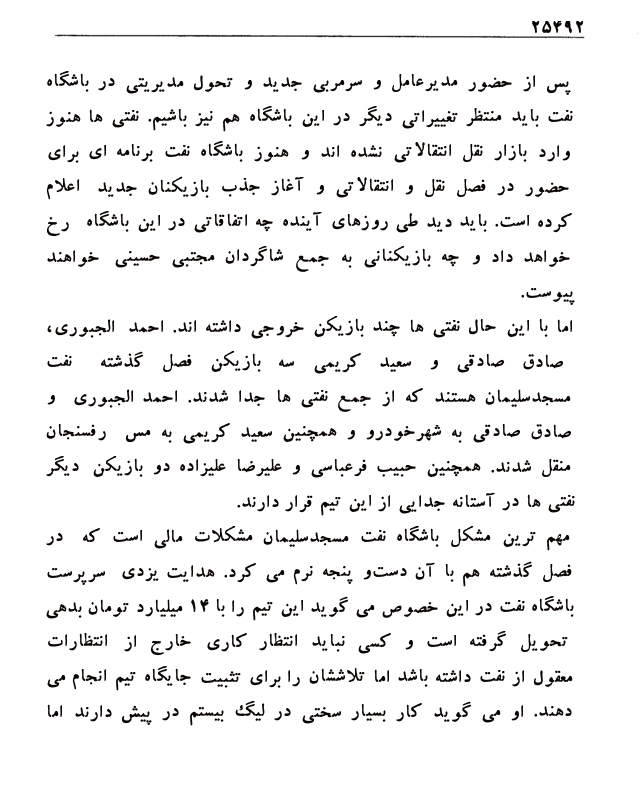 ۲۵۴۹۲
پس از حضور مدیرعامل و سرمربی جدید و تحول مدیریتی در باشگاه
نفت باید منتظر تغییراتی دیگر در این باشگاه هم نیز باشیم. نفتی ها هنوز
وارد بازار نقل انتقالاتی نشده اند و هنوز باشگاه نفت برنامه ای برای
حضور در فصل نقل و انتقالاتی و آغاز جذب بازیکنان جدید اعلام
کرده است. باید دید طی روزهای آینده چه اتفاقاتی در این باشگاه رخ
خواهد داد و چه بازیکنانی به جمع شاگردان مجتبی حسینی خواهند
پیوست.
اما با این حال نفتی ها چند بازیکن خروجی داشته اند. احمد الجبوری،
صادق صادقی و سعید کریمی سه بازیکن فصل گذشته نفت
مسجدسلیمان هستند که از جمع نفتی ها جدا شدند. احمد الجبوری و
صادق صادقی به شهرخودرو و همچنین سعید کریمی به مس رفسنجان
منقل شدند. همچنین حبیب فرعباسی و علیرضا علیزاده دو بازیکن دیگر
نفتی ها در آستانه جدایی از این تیم قرار دارند.
مهم ترین مشکل باشگاه نفت مسجدسلیمان مشکلات مالی است که در
فصل گذشته هم با آن دست‌و پنجه نرم می کرد. هدایت یزدی سرپرست
باشگاه نفت در این خصوص می گوید این تیم را با ۱۴ میلیارد تومان بدهی
تحویل گرفته است و کسی نباید انتظار کاری خارج از انتظارات
معقول از نفت داشته باشد اما تلاششان را برای تثبیت جایگاه تیم انجام می
دهند. او می گوید کار بسیار سختی در لیگ بیستم در پیش دارند اما